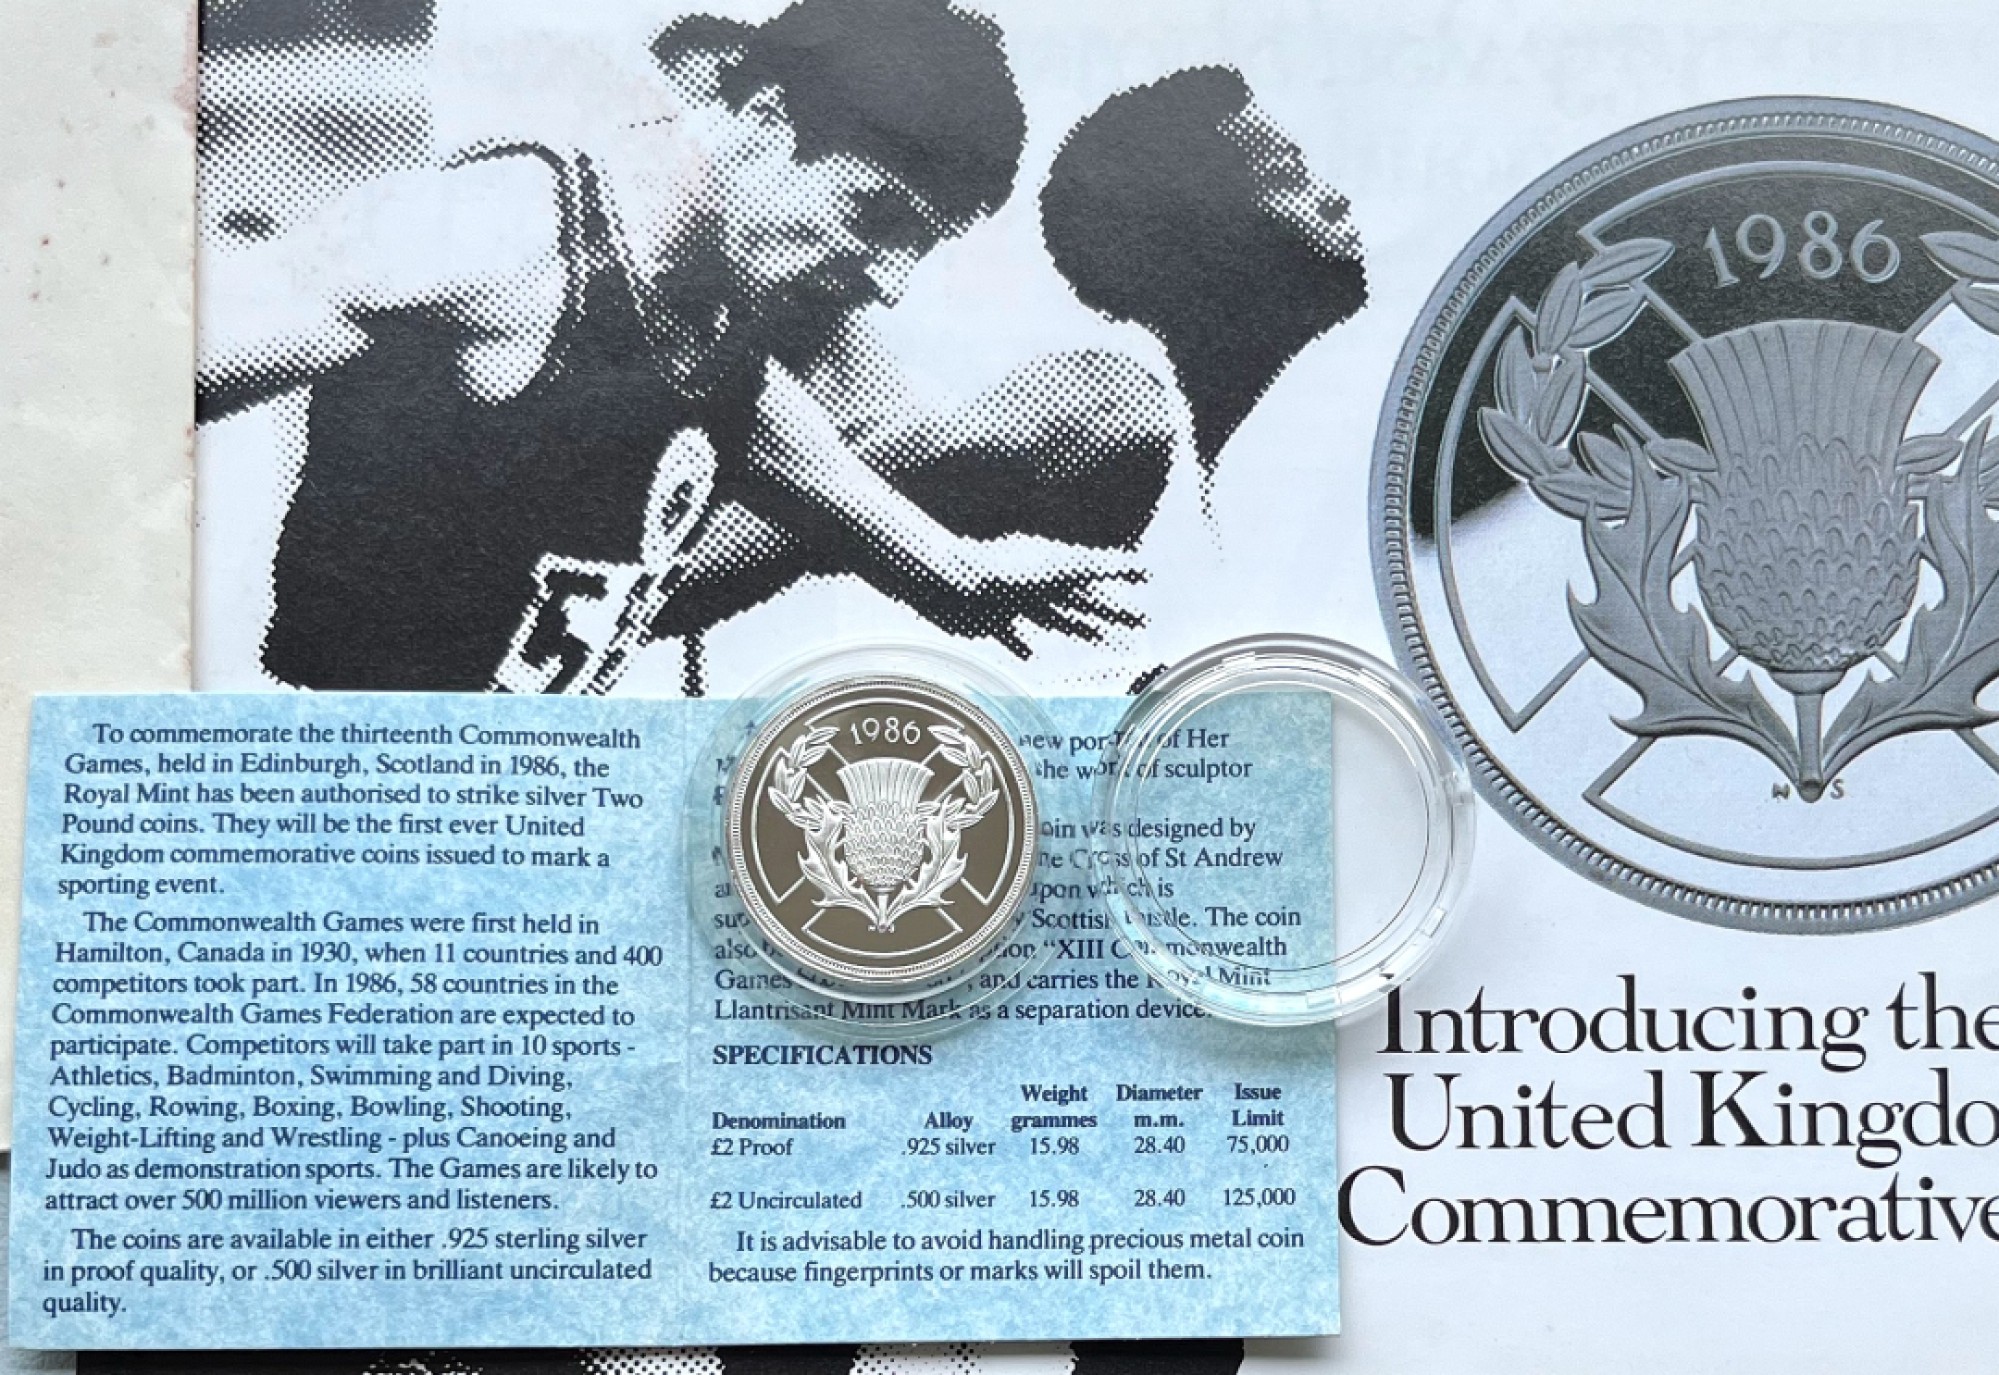 1986
N S
Introducing the
United Kingdo
Commemorative
5
To commemorate the thirteenth Commonwealth
Games, held in Edinburgh, Scotland in 1986, the
Royal Mint has been authorised to strike silver Two
Pound coins. They will be the first ever United
Kingdom commemorative coins issued to mark a
sporting event.
The Commonwealth Games were first held in
Hamilton, Canada in 1930, when 11 countries and 400
competitors took part. In 1986, 58 countries in the
Commonwealth Games Federation are expected to
participate. Competitors will take part in 10 sports -
Athletics, Badminton, Swimming and Diving,
Cycling, Rowing, Boxing, Bowling, Shooting,
Weight-Lifting and Wrestling - plus Canoeing and
Judo as demonstration sports. The Games are likely to
attract over 500 million viewers and listeners.
The coins are available in either .925 sterling silver
in proof quality, or .500 silver in brilliant uncirculated
quality.
1986
new of Her
the work of sculptor
was designed by
Cross of St Andrew
upon which is
Scottish thistle. The coin
also "XIII Commonwealth
Games and carries the Royal Mint
Llantrisant Mint Mark as a separation device.
SPECIFICATIONS
Weight Diameter Issue
Denomination Alloy grammes m.m. Limit
£2 Proof .925 silver 15.98 28.40 75,000
£2 Uncirculated .500 silver 15.98 28.40 125,000
It is advisable to avoid handling precious metal coin
because fingerprints or marks will spoil them.